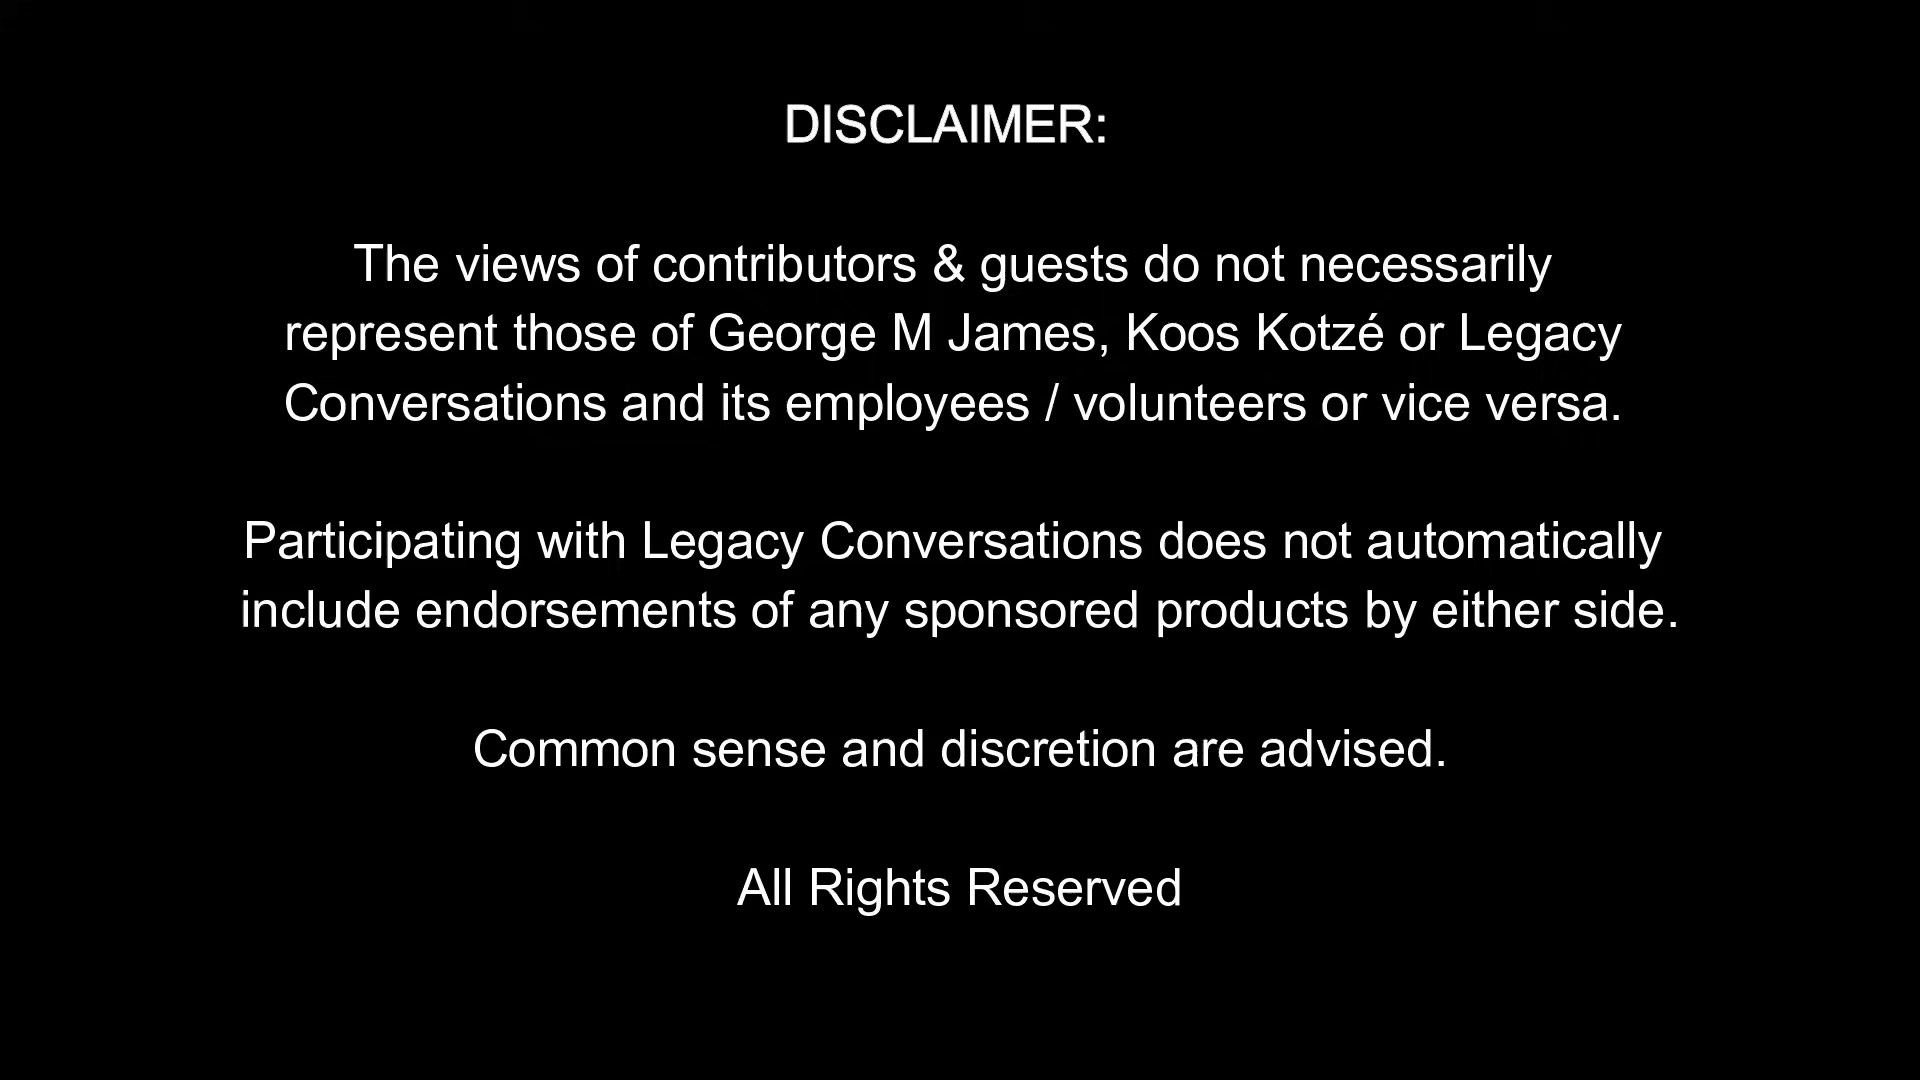 DISCLAIMER:
The views of contributors & guests do not necessarily
represent those of George M James, Koos Kotzé or Legacy
Conversations and its employees / volunteers or vice versa.
Participating with Legacy Conversations does not automatically
include endorsements of any sponsored products by either side.
Common sense and discretion are advised.
All Rights Reserved